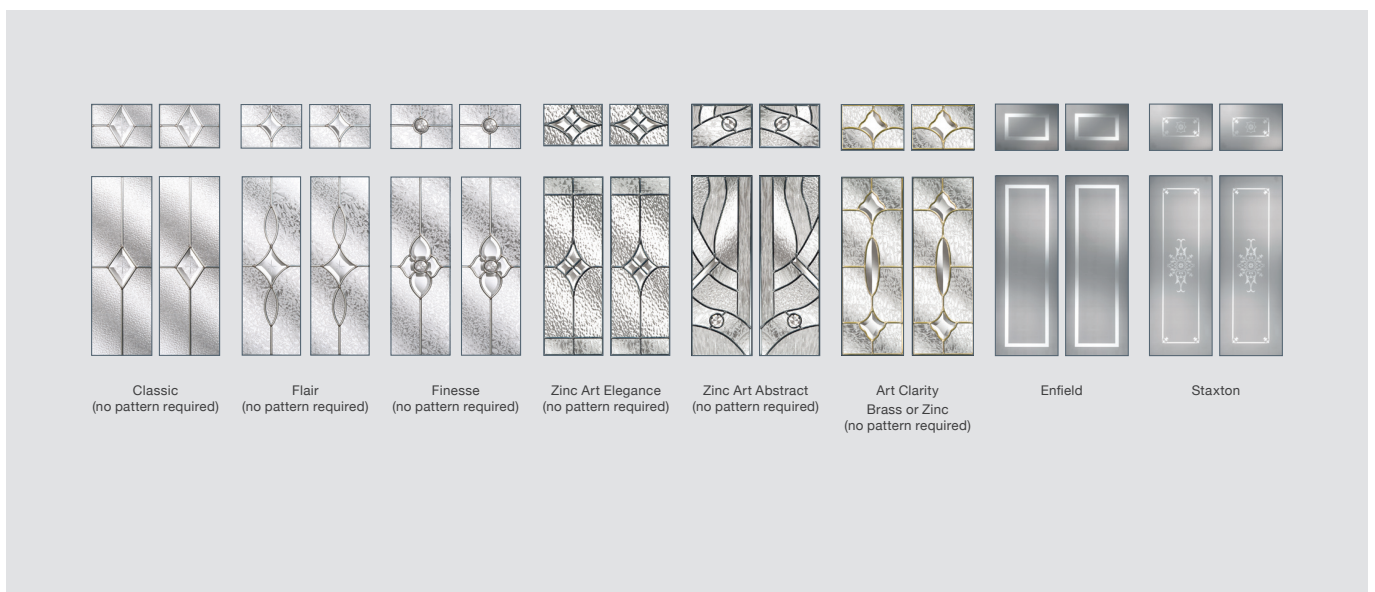 Classic
(no pattern required)
Flair
(no pattern required)
Finesse
(no pattern required)
Zinc Art Elegance
(no pattern required)
Zinc Art Abstract
(no pattern required)
Art Clarity
Brass or Zinc
(no pattern required)
Enfield
Staxton